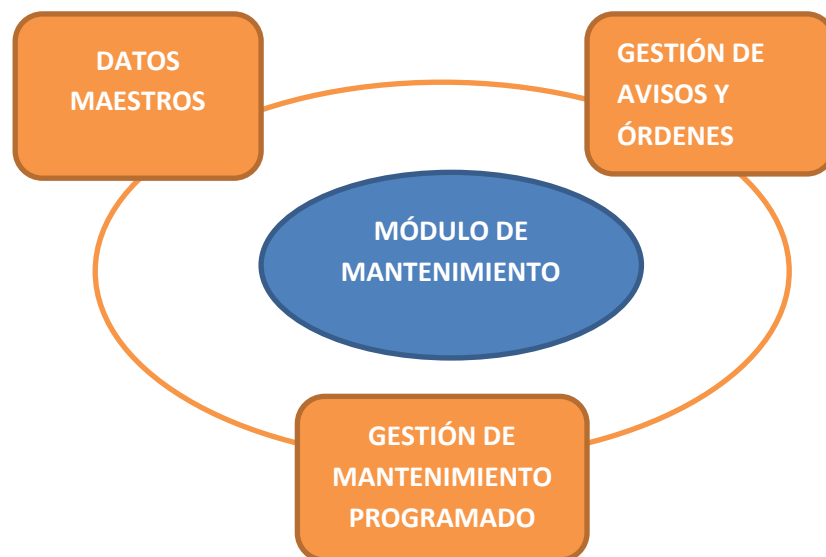 DATOS
MAESTROS
GESTIÓN DE
AVISOS Y
ÓRDENES
MÓDULO DE
MANTENIMIENTO
GESTIÓN DE
MANTENIMIENTO
PROGRAMADO